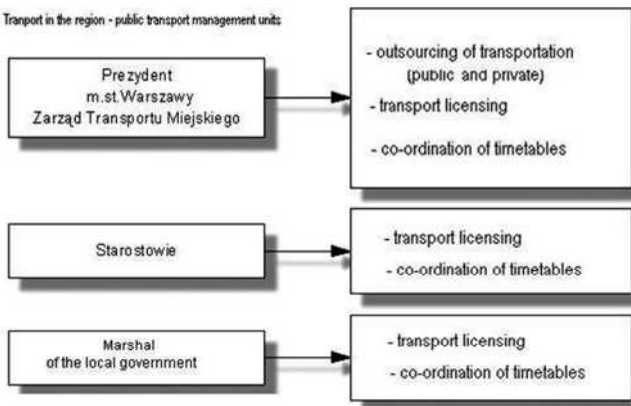 Tranport in the region - public transport management units
Prezydent
m.st.Warszawy
Zarząd Transportu Miejskiego
- outsourcing of transportation
(public and private)
- transport licensing
- co-ordination of timetables
Starostowie
- transport licensing
- co-ordination of timetables
Marshal
of the local government
- transport licensing
- co-ordination of timetables